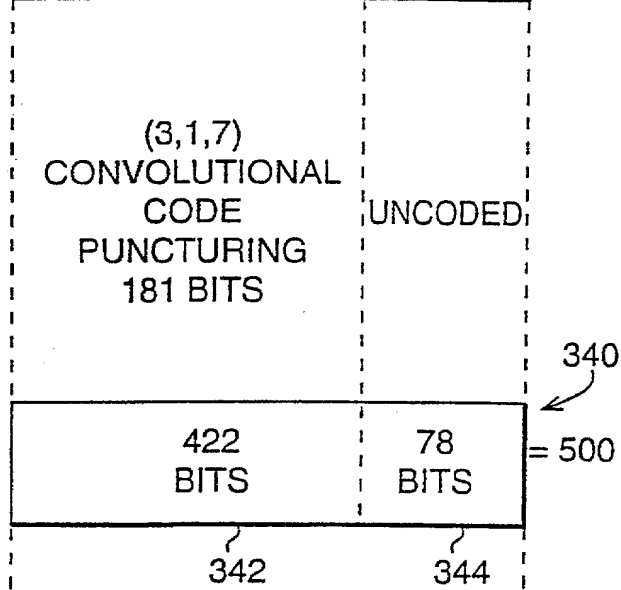 (3,1,7)
CONVOLUTIONAL
CODE
PUNCTURING
181 BITS
UNCODED
340
422
BITS
78
BITS
= 500
342
344